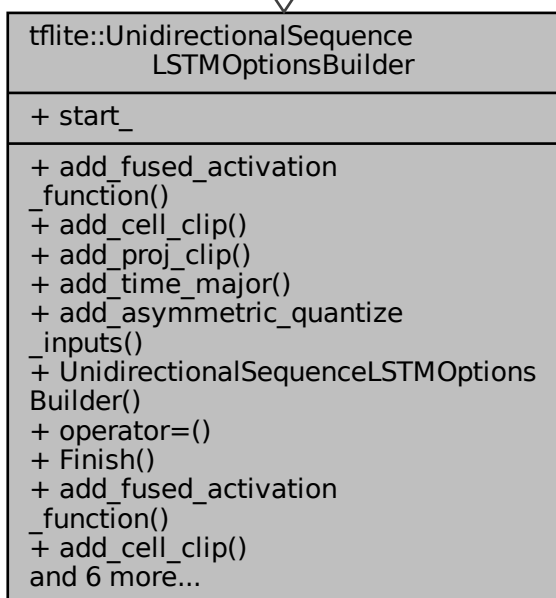 tflite::UnidirectionalSequence
LSTMOptionsBuilder
+ start_
+ add_fused_activation
_function()
+ add_cell_clip()
+ add_proj_clip()
+ add_time_major()
+ add_asymmetric_quantize
_inputs()
+ UnidirectionalSequenceLSTMOptions
Builder()
+ operator=()
+ Finish()
+ add_fused_activation
_function()
+ add_cell_clip()
and 6 more...